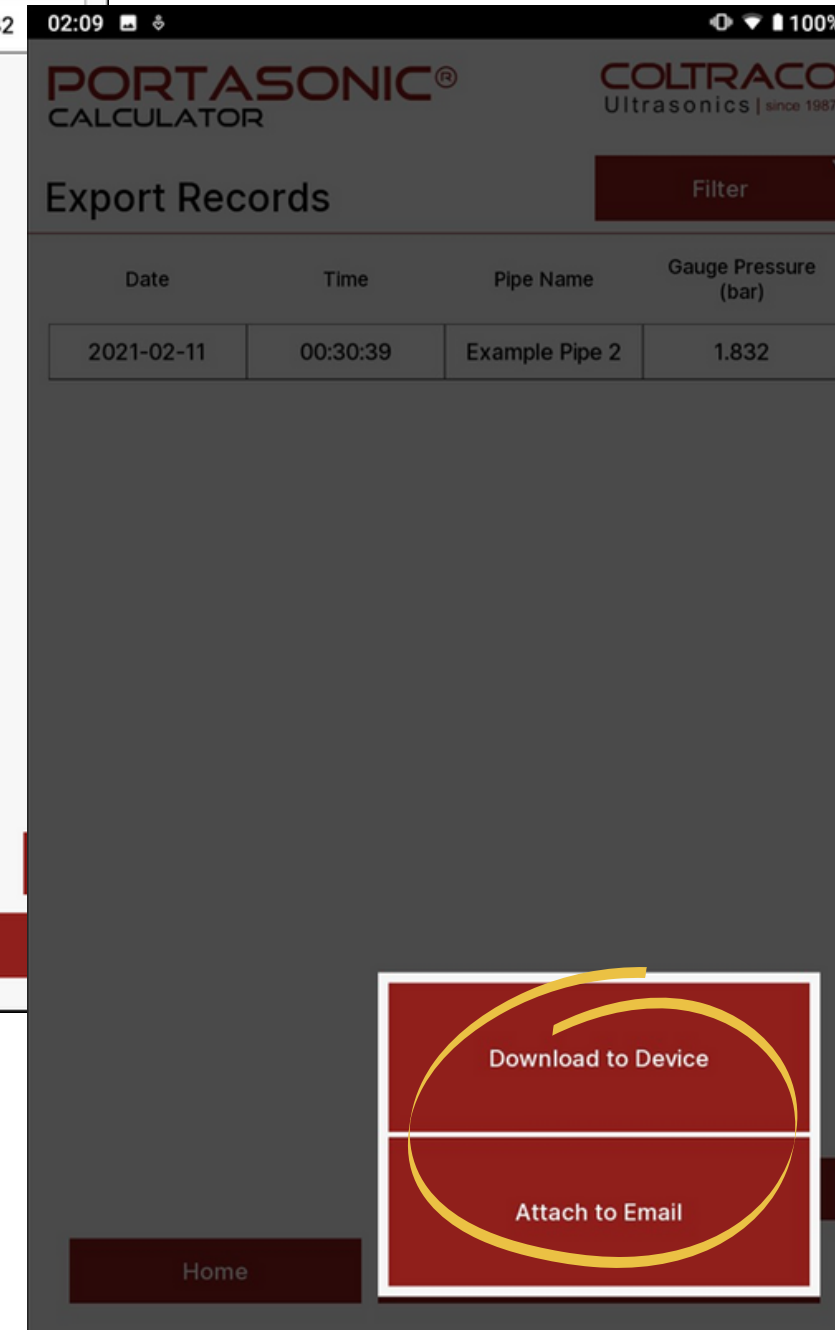 2
02:09 100%
PORTASONIC® COLTRACO
CALCULATOR Ultrasonics | since 1987
Export Records Filter
Date Time Pipe Name Gauge Pressure
(bar)
2021-02-11 00:30:39 Example Pipe 2 1.832
Download to Device
Attach to Email
Home